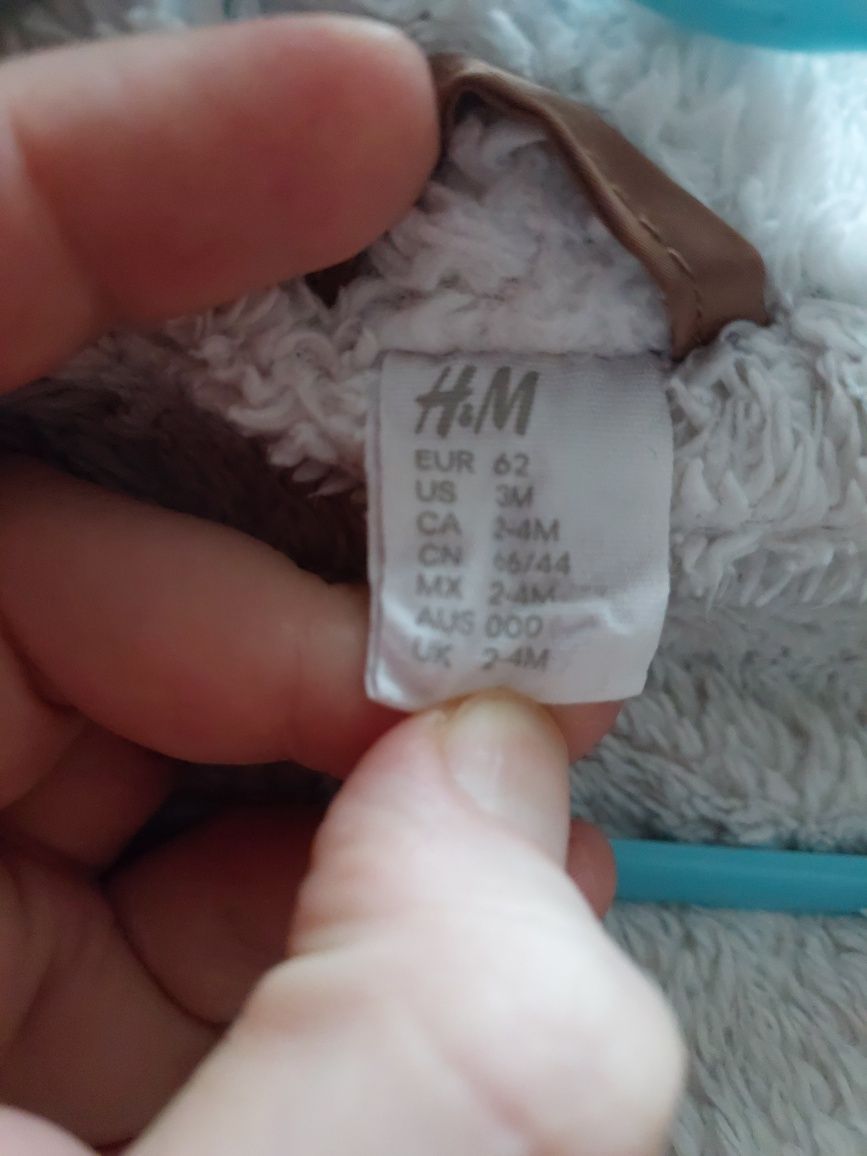 H&M
EUR 62
US 3M
CA 2-4M
CN 66/44
MX 2-4M
AUS 000
UK 2-4M